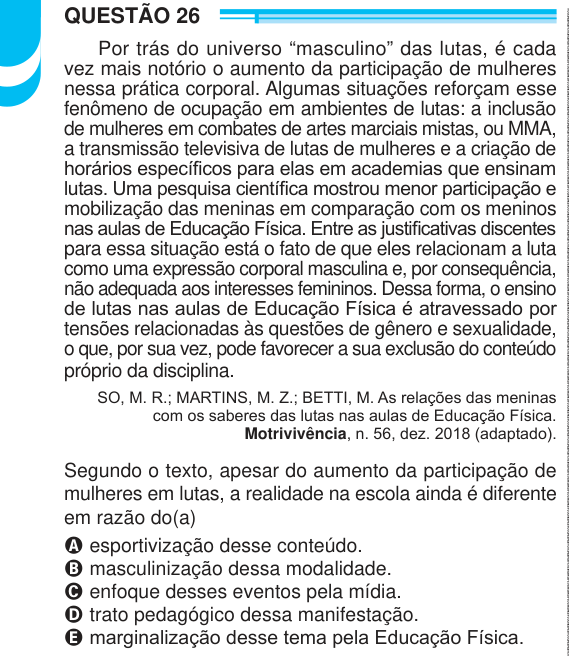 QUESTÃO 26
Por trás do universo “masculino” das lutas, é cada
vez mais notório o aumento da participação de mulheres
nessa prática corporal. Algumas situações reforçam esse
fenômeno de ocupação em ambientes de lutas: a inclusão
de mulheres em combates de artes marciais mistas, ou MMA,
a transmissão televisiva de lutas de mulheres e a criação de
horários específicos para elas em academias que ensinam
lutas. Uma pesquisa científica mostrou menor participação e
mobilização das meninas em comparação com os meninos
nas aulas de Educação Física. Entre as justificativas discentes
para essa situação está o fato de que eles relacionam a luta
como uma expressão corporal masculina e, por consequência,
não adequada aos interesses femininos. Dessa forma, o ensino
de lutas nas aulas de Educação Física é atravessado por
tensões relacionadas às questões de gênero e sexualidade,
o que, por sua vez, pode favorecer a sua exclusão do conteúdo
próprio da disciplina.
SO, M. R.; MARTINS, M. Z.; BETTI, M. As relações das meninas
com os saberes das lutas nas aulas de Educação Física.
Motrivivência, n. 56, dez. 2018 (adaptado).
Segundo o texto, apesar do aumento da participação de
mulheres em lutas, a realidade na escola ainda é diferente
em razão do(a)
A esportivização desse conteúdo.
B masculinização dessa modalidade.
C enfoque desses eventos pela mídia.
D trato pedagógico dessa manifestação.
E marginalização desse tema pela Educação Física.